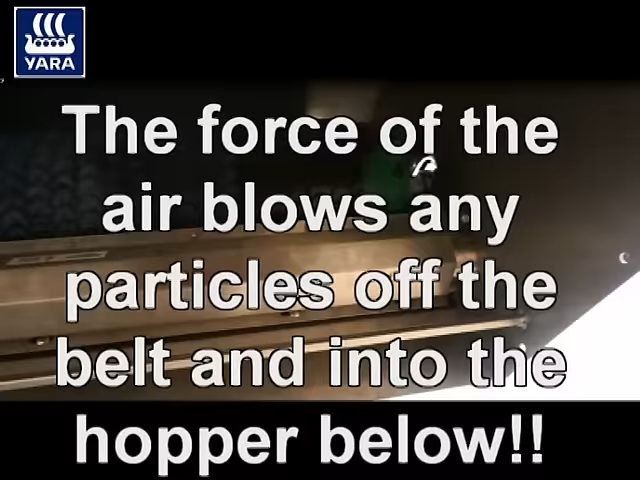 YARA
The force of the
air blows any
particles off the
belt and into the
hopper below!!